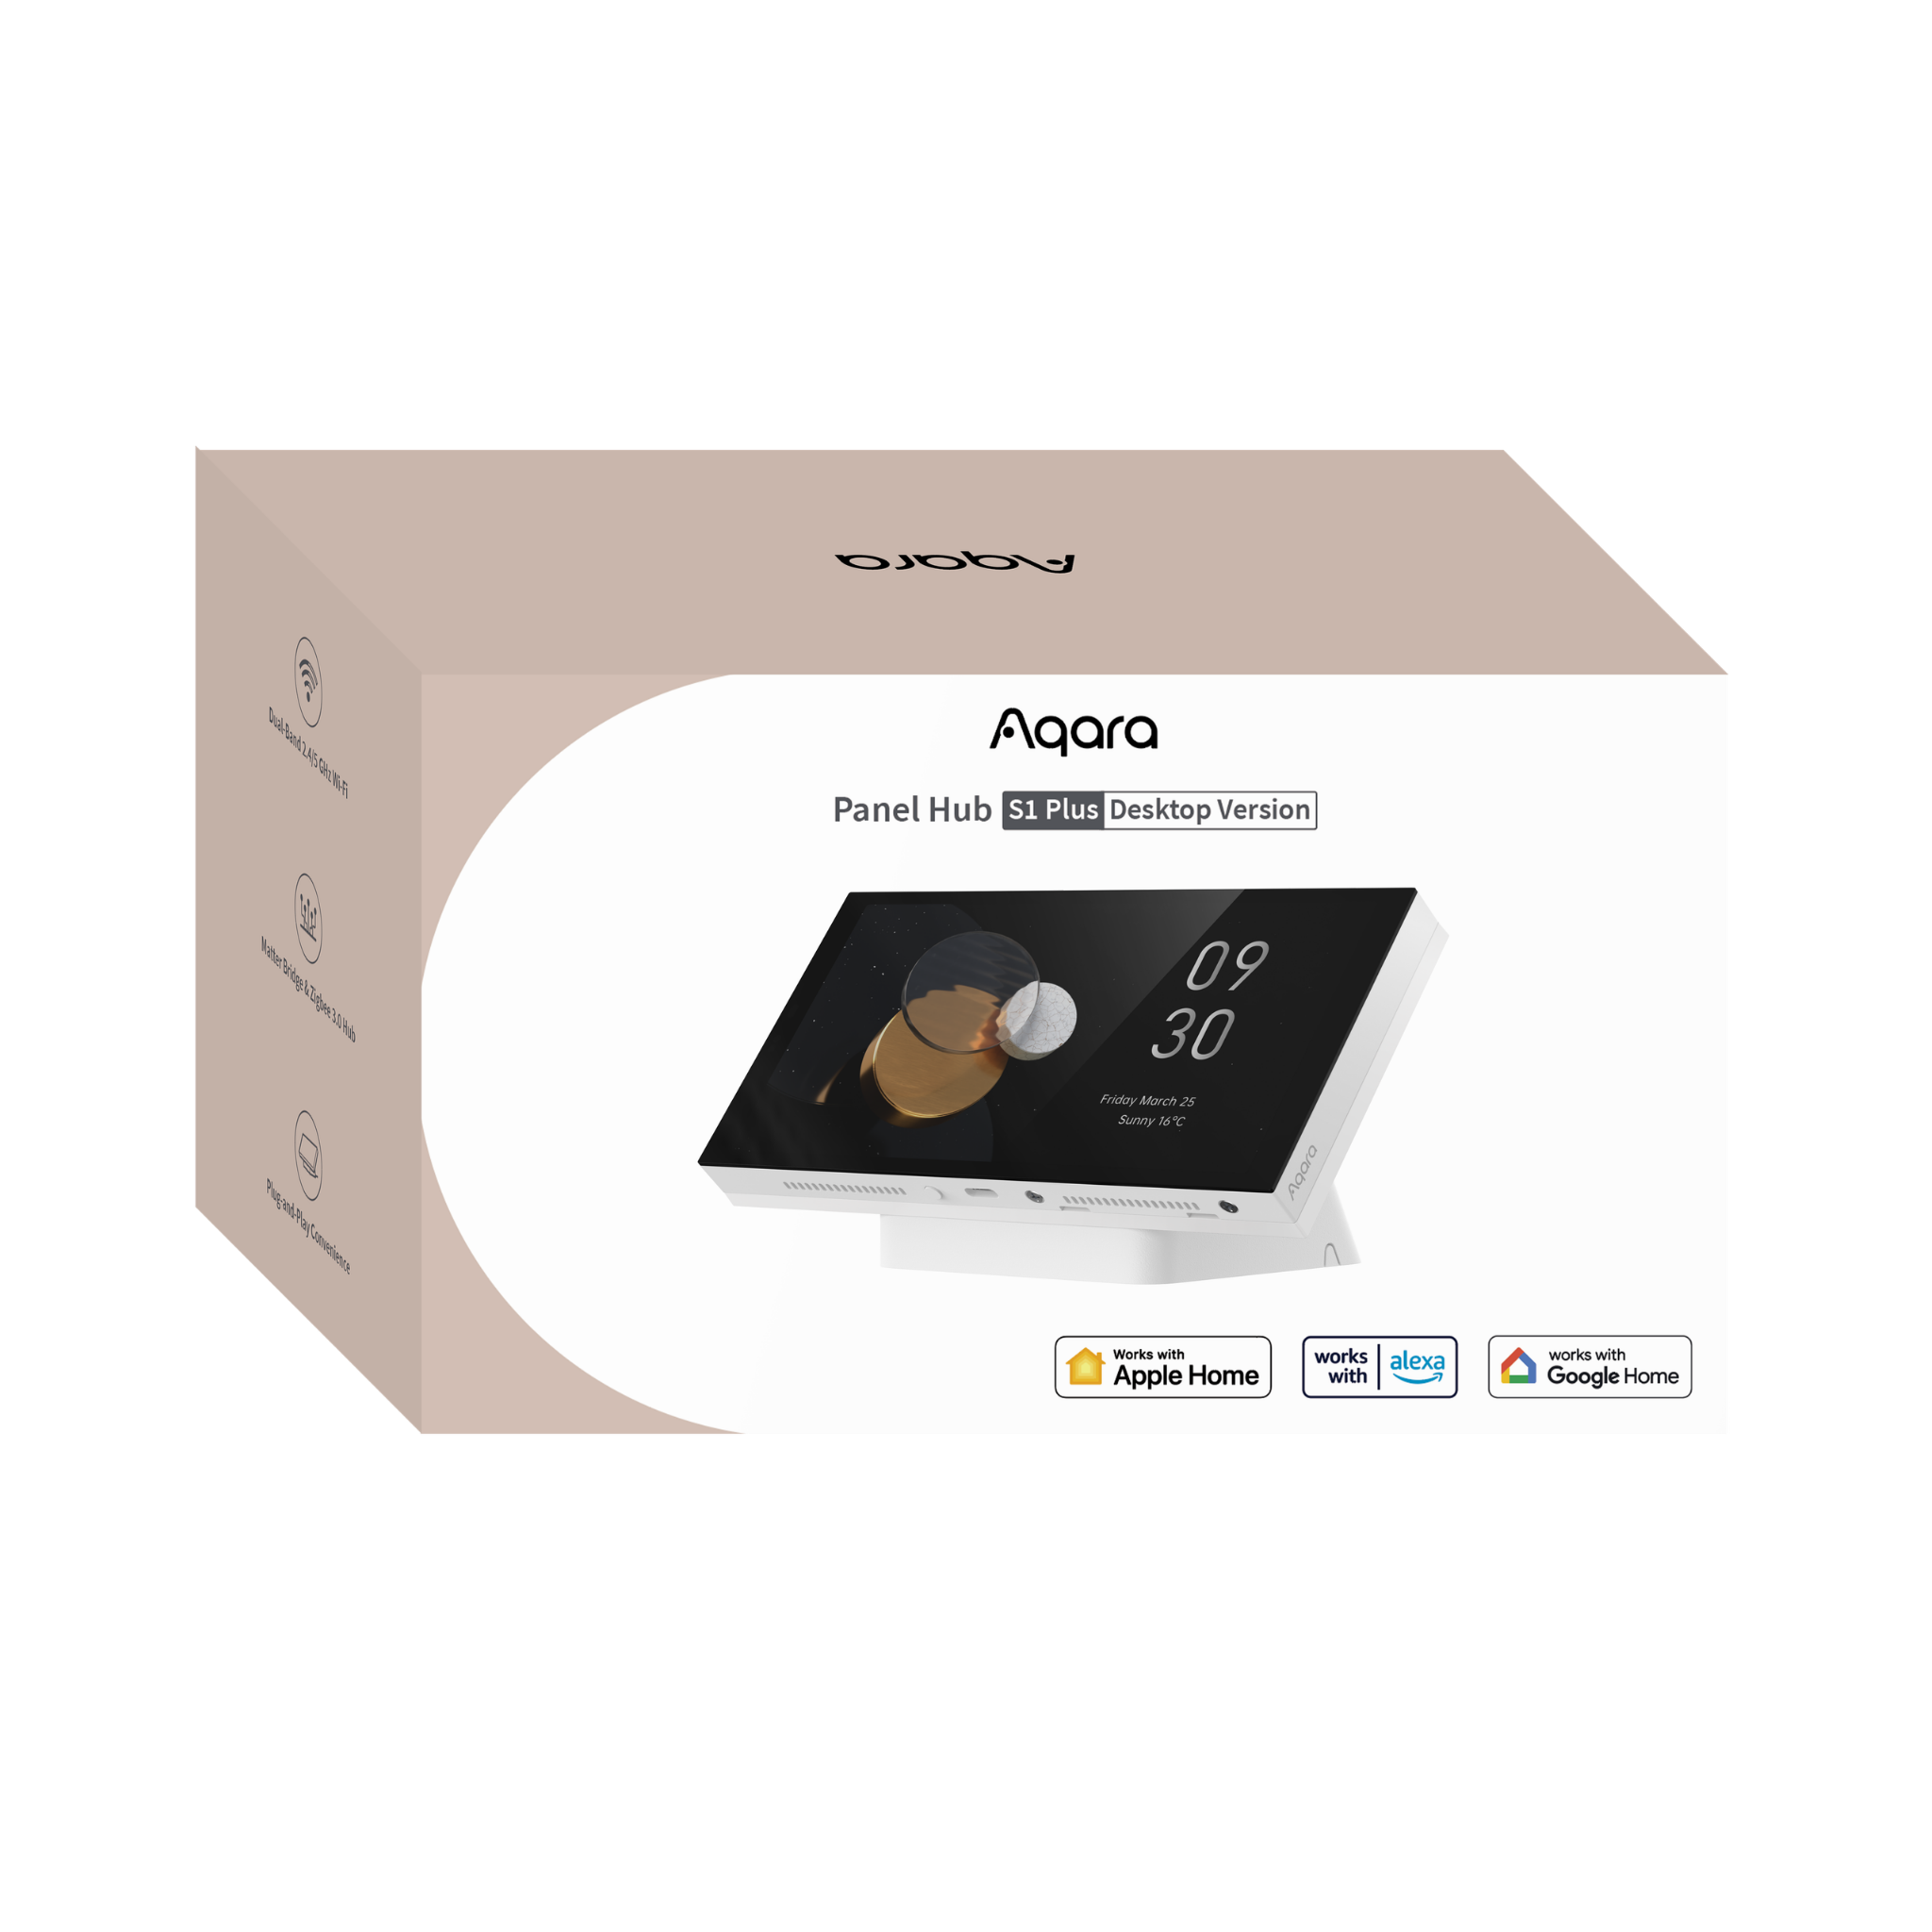 Aqara
Dual-Band 2.4/5 GHz Wi-Fi
Matter Bridge & Zigbee 3.0 Hub
Plug-and-Play Convenience
Aqara
Panel Hub S1 Plus Desktop Version
09
30
Friday March 25
Sunny 16°C
Aqara
Works with
Apple Home
works
with
alexa
works with
Google Home